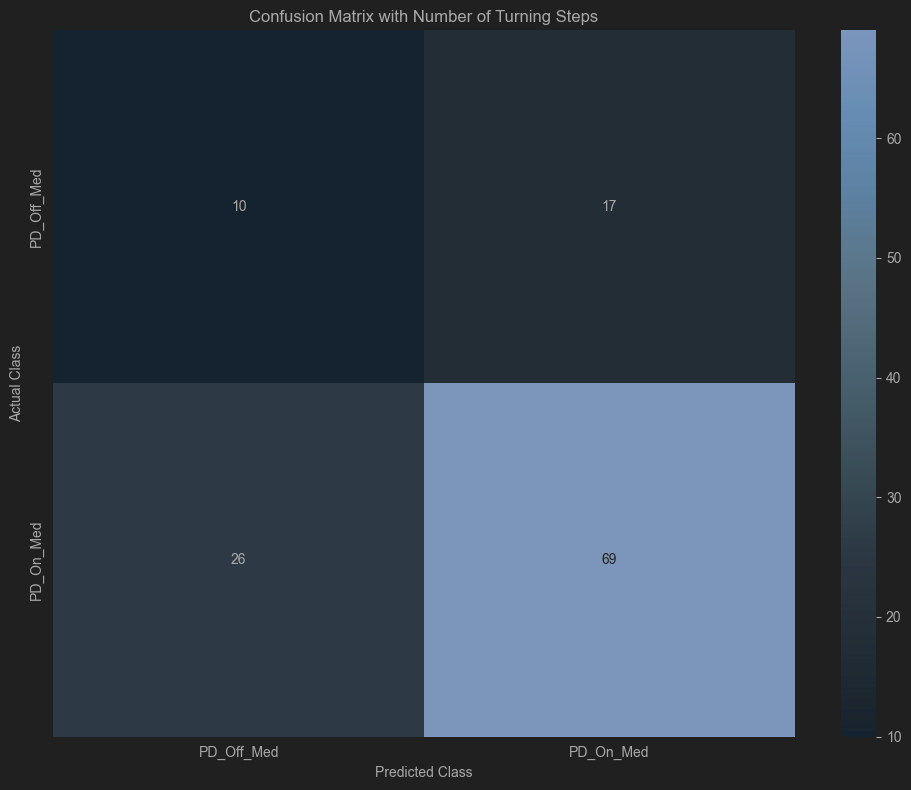 Confusion Matrix with Number of Turning Steps
Actual Class
PD_Off_Med
PD_On_Med
10
17
26
69
PD_Off_Med
PD_On_Med
Predicted Class
60
50
40
30
20
10